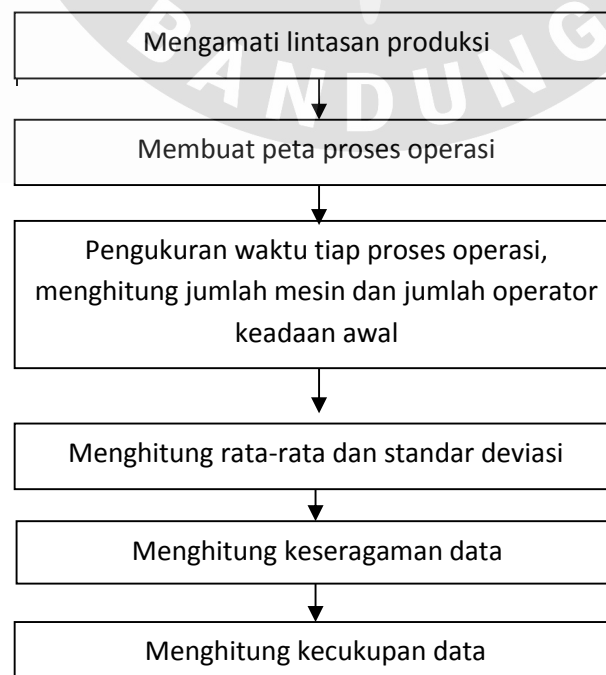 BANDUNG
Mengamati lintasan produksi
Membuat peta proses operasi
Pengukuran waktu tiap proses operasi,
menghitung jumlah mesin dan jumlah operator
keadaan awal
Menghitung rata-rata dan standar deviasi
Menghitung keseragaman data
Menghitung kecukupan data